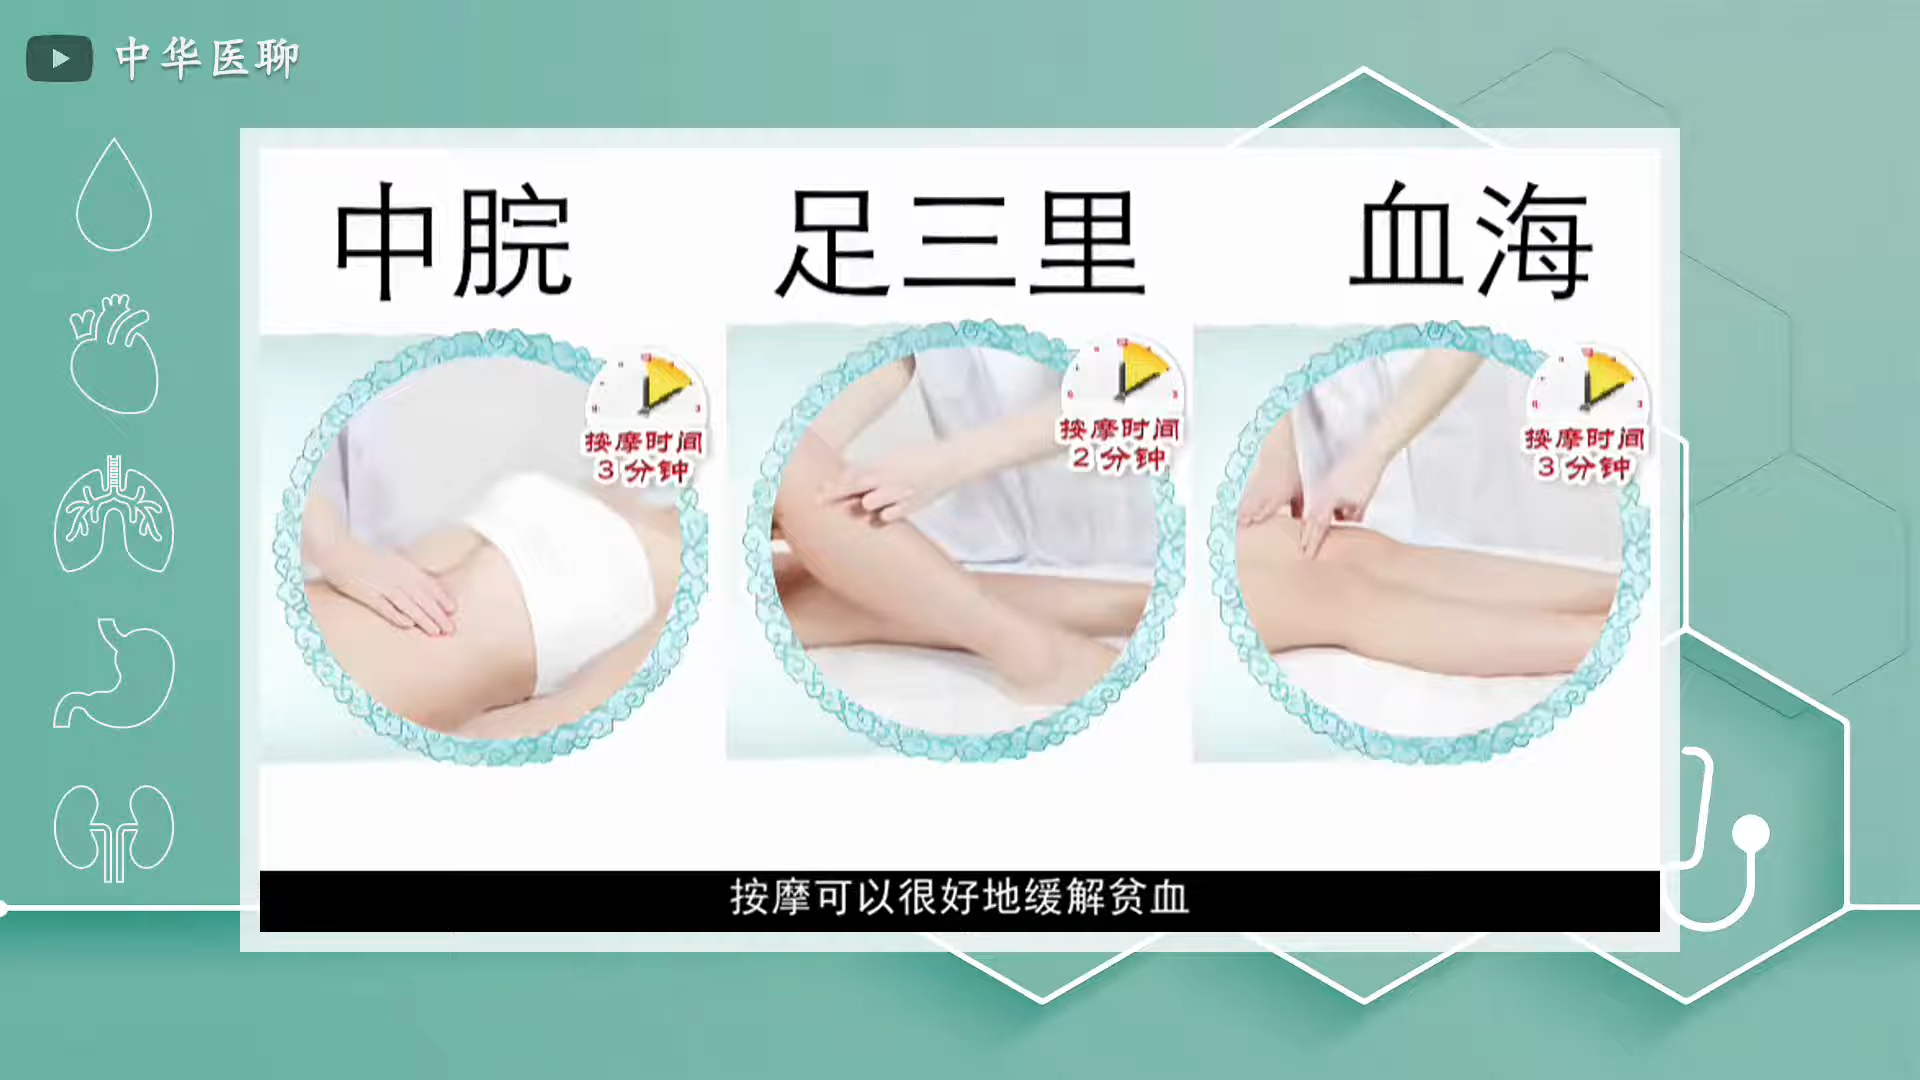 中华医聊
中脘
足三里
血海
按摩时间
3分钟
按摩时间
2分钟
按摩时间
3分钟
按摩可以很好地缓解贫血